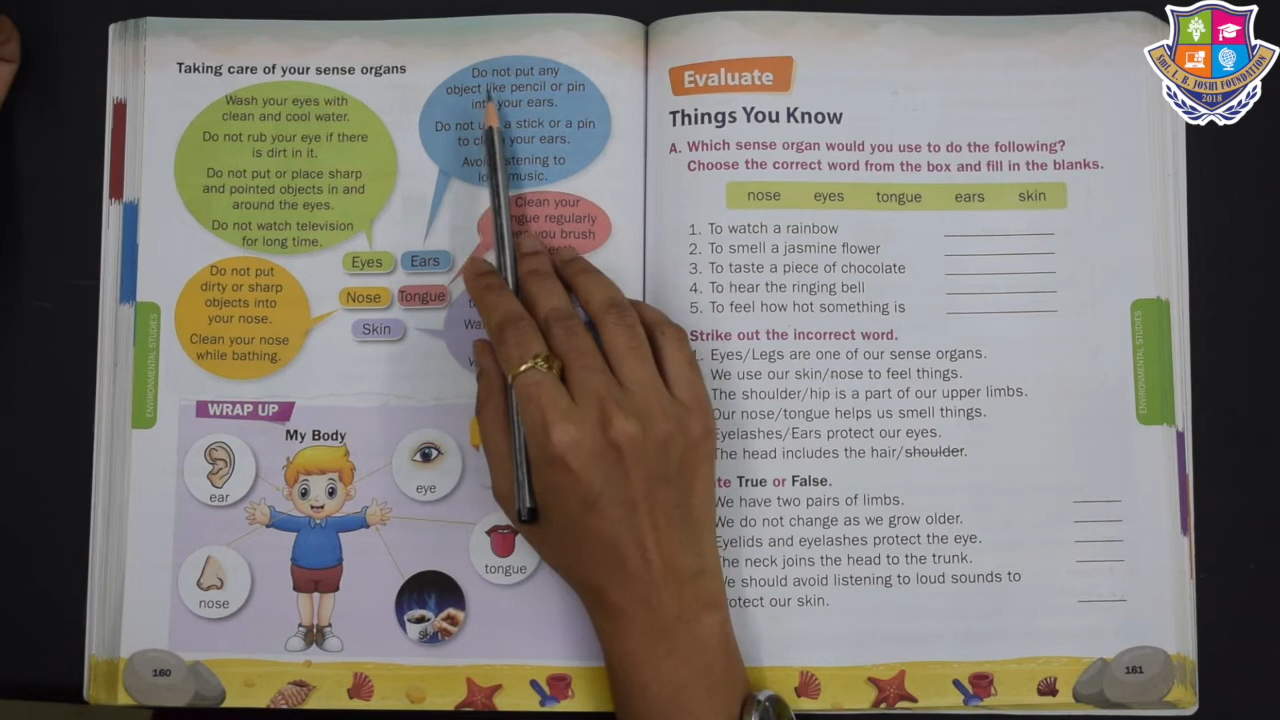 Taking care of your sense organs
Wash your eyes with
clean and cool water.
Do not rub your eye if there
is dirt in it.
Do not put or place sharp
and pointed objects in and
around the eyes.
Do not watch television
for long time.
Do not put any
object like pencil or pin
into your ears.
Do not a stick or a pin
to your ears.
Avoid listening to
music.
Clean your
regularly
you brush
Eyes
Ears
Nose
Tongue
Skin
Do not put
dirty or sharp
objects into
your nose.
Clean your nose
while bathing.
ENVIRONMENTAL STUDIES
WRAP UP
My Body
ear
eye
nose
tongue
160
Evaluate
Things You Know
A. Which sense organ would you use to do the following?
Choose the correct word from the box and fill in the blanks.
nose eyes tongue ears skin
1. To watch a rainbow
2. To smell a jasmine flower
3. To taste a piece of chocolate
4. To hear the ringing bell
5. To feel how hot something is
Strike out the incorrect word.
1. Eyes/Legs are one of our sense organs.
We use our skin/nose to feel things.
The shoulder/hip is a part of our upper limbs.
Our nose/tongue helps us smell things.
Eyelashes/Ears protect our eyes.
The head includes the hair/shoulder.
True or False.
We have two pairs of limbs.
We do not change as we grow older.
Eyelids and eyelashes protect the eye.
The neck joins the head to the trunk.
We should avoid listening to loud sounds to
protect our skin.
ENVIRONMENTAL STUDIES
161
SMT. I. B. JOSHI FOUNDATION
2018